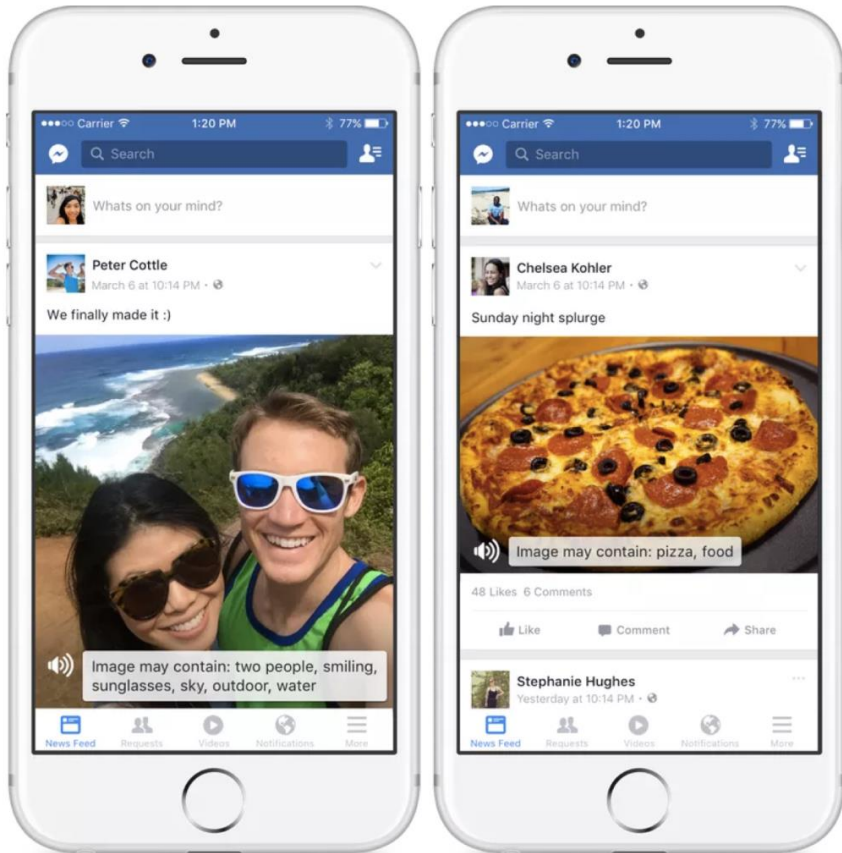 Carrier 1:20 PM 77%
Search
Whats on your mind?
Peter Cottle
March 6 at 10:14 PM •
We finally made it :)
Image may contain: two people, smiling,
sunglasses, sky, outdoor, water
News Feed Requests Videos Notifications More
Carrier 1:20 PM 77%
Search
Whats on your mind?
Chelsea Kohler
March 6 at 10:14 PM •
Sunday night splurge
Image may contain: pizza, food
48 Likes 6 Comments
Like Comment Share
Stephanie Hughes
Yesterday at 10:14 PM •
News Feed Requests Videos Notifications More